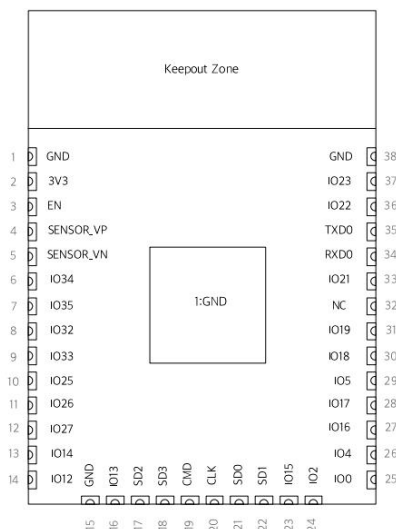 Keepout Zone
1 GND GND 38
2 3V3 IO23 37
3 EN IO22 36
4 SENSOR_VP TXD0 35
5 SENSOR_VN RXD0 34
6 IO34 IO21 33
7 IO35 1:GND NC 32
8 IO32 IO19 31
9 IO33 IO18 30
10 IO25 IO5 29
11 IO26 IO17 28
12 IO27 IO16 27
13 IO14 IO4 26
14 IO12 IO0 25
GND IO13 SD2 SD3 CMD CLK SD0 SD1 IO15 IO2
15 16 17 18 19 20 21 22 23 24